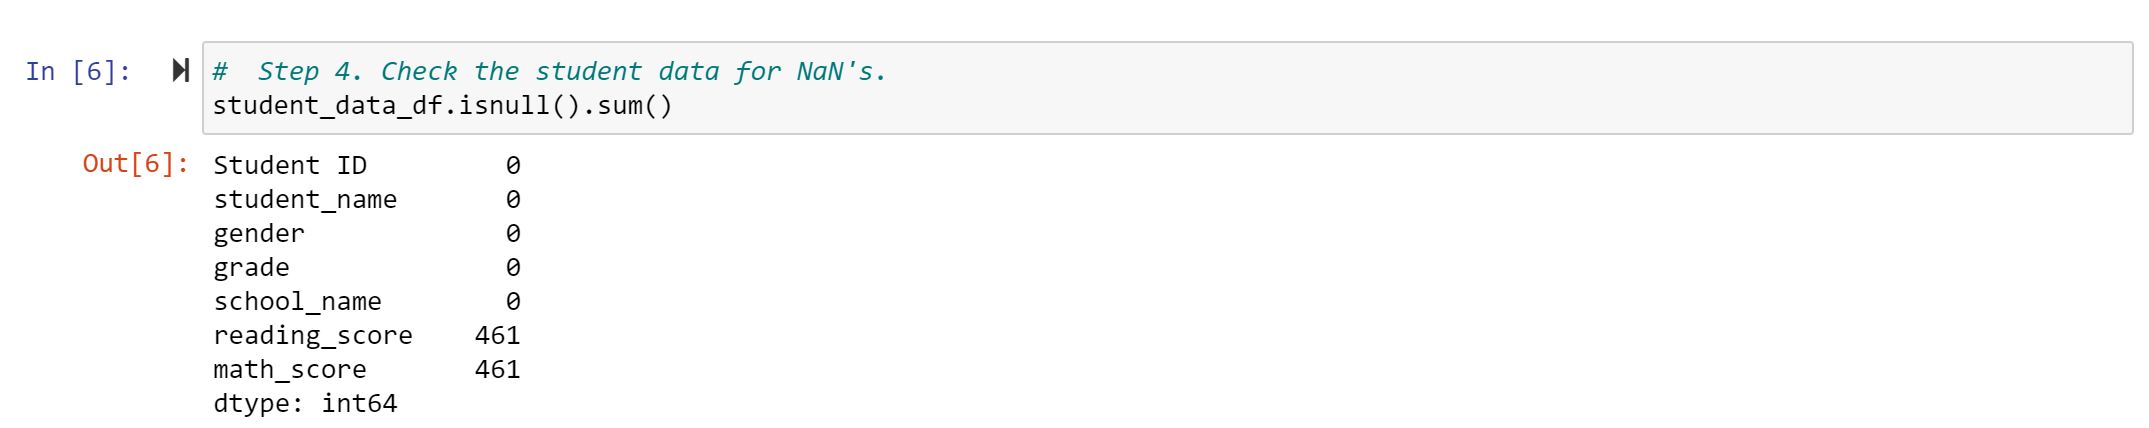 In [6]:
#  Step 4. Check the student data for NaN's.
student_data_df.isnull().sum()
Out[6]:
Student ID         0
student_name       0
gender             0
grade              0
school_name        0
reading_score    461
math_score       461
dtype: int64